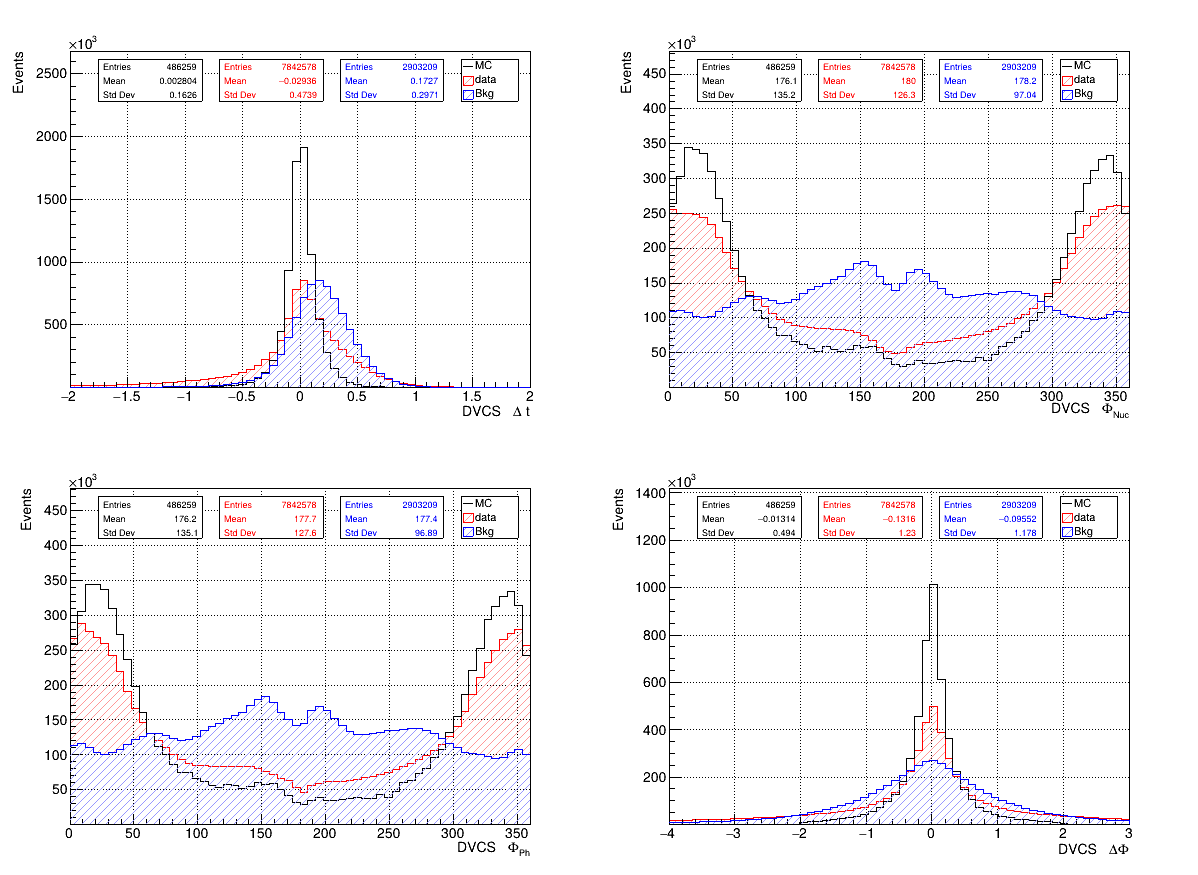 ×10³
Events
2500
2000
1500
1000
500
−2 −1.5 −1 −0.5 0 0.5 1 1.5 2
DVCS Δ t
Entries 486259
Mean 0.002804
Std Dev 0.1626
Entries 7842578
Mean −0.02936
Std Dev 0.4739
Entries 2903209
Mean 0.1727
Std Dev 0.2971
MC
data
Bkg
×10³
Events
450
400
350
300
250
200
150
100
50
0 50 100 150 200 250 300 350
DVCS Φ_Nuc
Entries 486259
Mean 176.1
Std Dev 135.2
Entries 7842578
Mean 180
Std Dev 126.3
Entries 2903209
Mean 178.2
Std Dev 97.04
MC
data
Bkg
×10³
Events
450
400
350
300
250
200
150
100
50
0 50 100 150 200 250 300 350
DVCS Φ_Ph
Entries 486259
Mean 176.2
Std Dev 135.1
Entries 7842578
Mean 177.7
Std Dev 127.6
Entries 2903209
Mean 177.4
Std Dev 96.89
MC
data
Bkg
×10³
Events
1400
1200
1000
800
600
400
200
−4 −3 −2 −1 0 1 2 3
DVCS ΔΦ
Entries 486259
Mean −0.01314
Std Dev 0.494
Entries 7842578
Mean −0.1316
Std Dev 1.23
Entries 2903209
Mean −0.09552
Std Dev 1.178
MC
data
Bkg